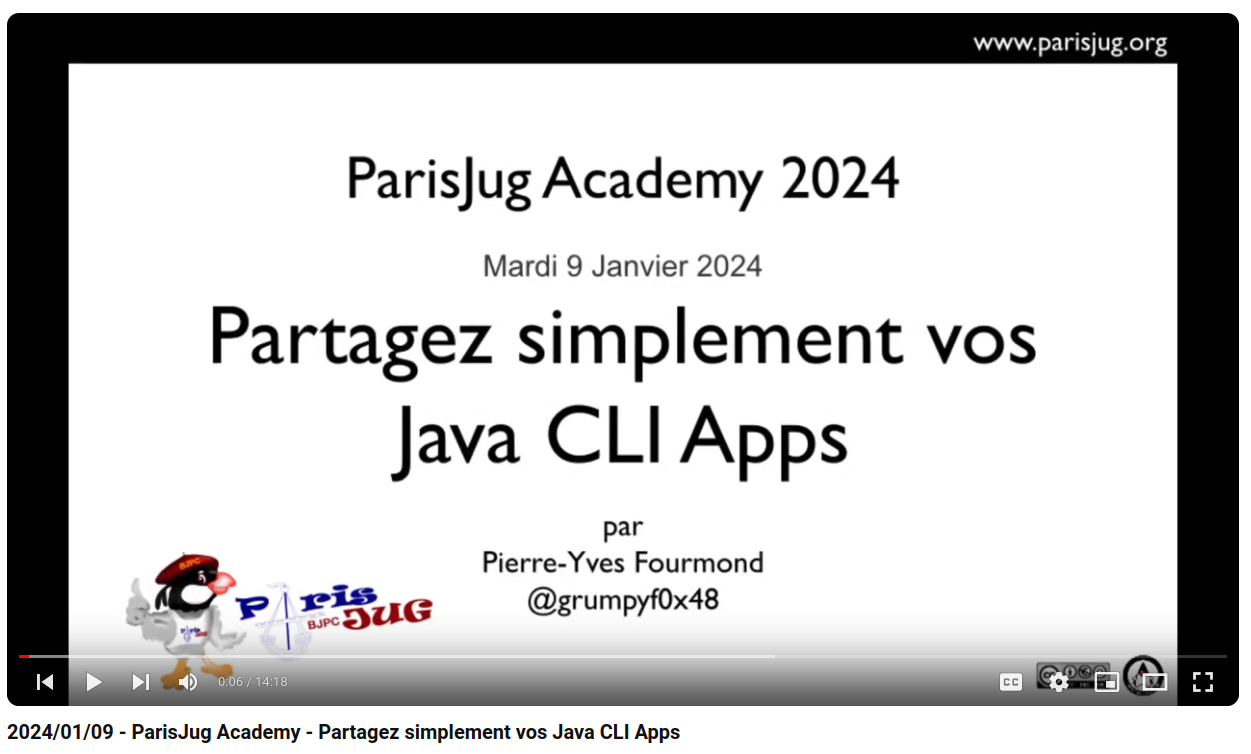 www.parisjug.org
ParisJug Academy 2024
Mardi 9 Janvier 2024
Partagez simplement vos
Java CLI Apps
par
Pierre-Yves Fourmond
@grumpyf0x48
BJPC
Paris
BJPC JUG
0:06 / 14:18
CC
2024/01/09 - ParisJug Academy - Partagez simplement vos Java CLI Apps